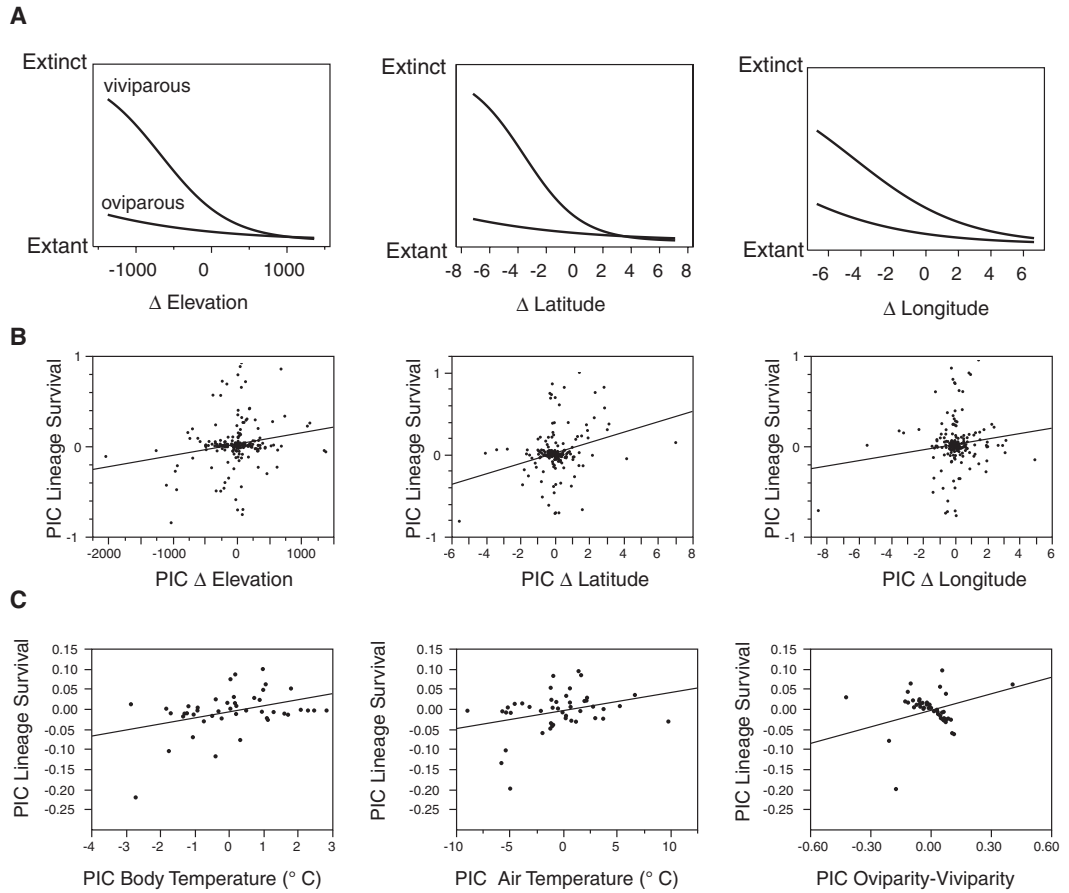 A
Extinct
viviparous
oviparous
Extant
-1000 0 1000
Δ Elevation
Extinct
Extant
-8 -6 -4 -2 0 2 4 6 8
Δ Latitude
Extinct
Extant
-6 -4 -2 0 2 4 6
Δ Longitude
B
PIC Lineage Survival
1
0
-1
-2000 -1000 0 1000
PIC Δ Elevation
PIC Lineage Survival
1
0
-1
-6 -4 -2 0 2 4 6 8
PIC Δ Latitude
PIC Lineage Survival
1
0
-1
-8 -6 -4 -2 0 2 4 6
PIC Δ Longitude
C
PIC Lineage Survival
0.15
0.10
0.05
0.00
-0.05
-0.10
-0.15
-0.20
-0.25
-4 -3 -2 -1 0 1 2 3
PIC Body Temperature (° C)
PIC Lineage Survival
0.15
0.10
0.05
0.00
-0.05
-0.10
-0.15
-0.20
-0.25
-10 -5 0 5 10
PIC Air Temperature (° C)
PIC Lineage Survival
0.15
0.10
0.05
0.00
-0.05
-0.10
-0.15
-0.20
-0.25
-0.60 -0.30 0.00 0.30 0.60
PIC Oviparity-Viviparity